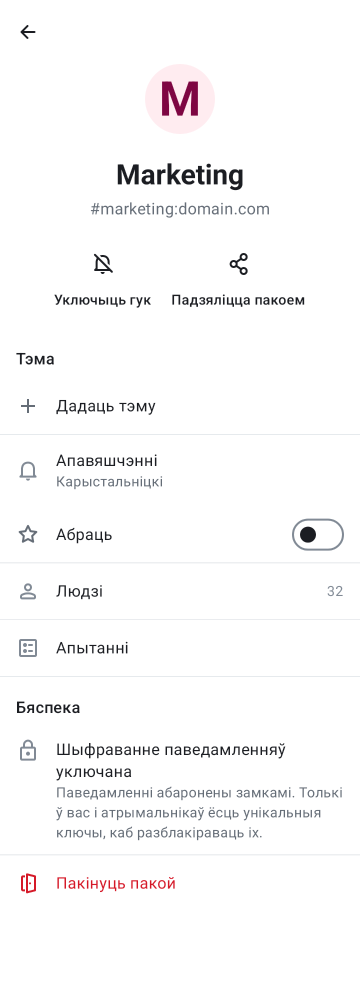 M
Marketing
#marketing:domain.com
Уключыць гук
Падзяліцца пакоем
Тэма
Дадаць тэму
Апавяшчэнні
Карыстальніцкі
Абраць
Людзі
32
Апытанні
Бяспека
Шыфраванне паведамленняў
уключана
Паведамленні абаронены замкамі. Толькі
ў вас і атрымальнікаў ёсць унікальныя
ключы, каб разблакіраваць іх.
Пакінуць пакой